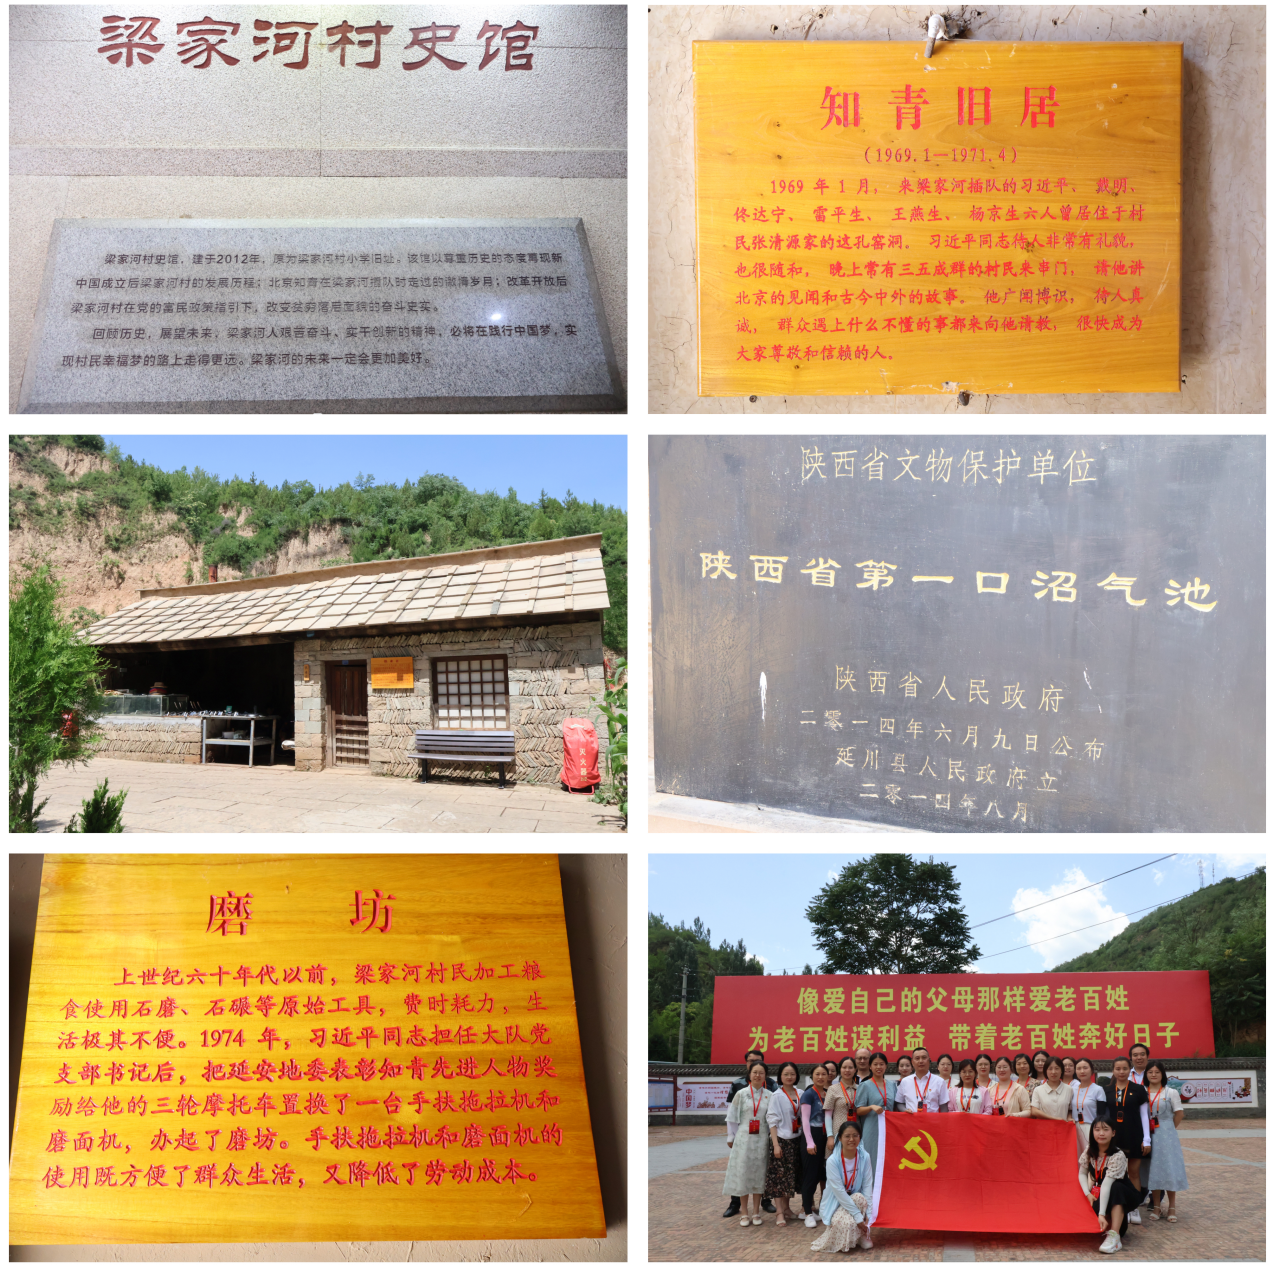 梁家河村史馆
梁家河村史馆，建于2012年，原为梁家河村小学旧址。该馆以尊重历史的态度再现新
中国成立后梁家河村的发展历程；北京知青在梁家河插队时走过的激情岁月；改革开放后
梁家河村在党的富民政策指引下，改变贫穷落后面貌的奋斗史实。
回顾历史，展望未来，梁家河人艰苦奋斗、实干创新的精神，必将在践行中国梦，实
现村民幸福梦的路上走得更远。梁家河的未来一定会更加美好。
知青旧居
（1969.1—1971.4）
1969 年 1 月， 来梁家河插队的习近平、 戴明、
佟达宁、 雷平生、 王燕生、 杨京生六人曾居住于村
民张清源家的这孔窑洞。 习近平同志待人非常有礼貌，
也很随和， 晚上常有三五成群的村民来串门， 请他讲
北京的见闻和古今中外的故事。 他广闻博识， 待人真
诚， 群众遇上什么不懂的事都来向他请教， 很快成为
大家尊敬和信赖的人。
灭火器
陕西省文物保护单位
陕西省第一口沼气池
陕西省人民政府
二零一四年六月九日公布
延川县人民政府立
二零一四年八月
磨坊
上世纪六十年代以前，梁家河村民加工粮
食使用石磨、石碾等原始工具，费时耗力，生
活极其不便。1974 年，习近平同志担任大队党
支部书记后，把延安地委表彰知青先进人物奖
励给他的三轮摩托车置换了一台手扶拖拉机和
磨面机，办起了磨坊。手扶拖拉机和磨面机的
使用既方便了群众生活，又降低了劳动成本。
像爱自己的父母那样爱老百姓
为老百姓谋利益 带着老百姓奔好日子
中国梦